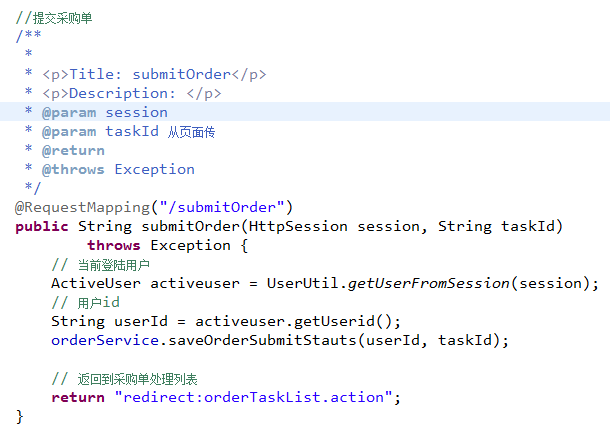 //提交采购单
/**
 *
 * <p>Title: submitOrder</p>
 * <p>Description: </p>
 * @param session
 * @param taskId 从页面传
 * @return
 * @throws Exception
 */
@RequestMapping("/submitOrder")
public String submitOrder(HttpSession session, String taskId)
        throws Exception {
    // 当前登陆用户
    ActiveUser activeuser = UserUtil.getUserFromSession(session);
    // 用户id
    String userId = activeuser.getUserid();
    orderService.saveOrderSubmitStauts(userId, taskId);

    // 返回到采购单处理列表
    return "redirect:orderTaskList.action";
}